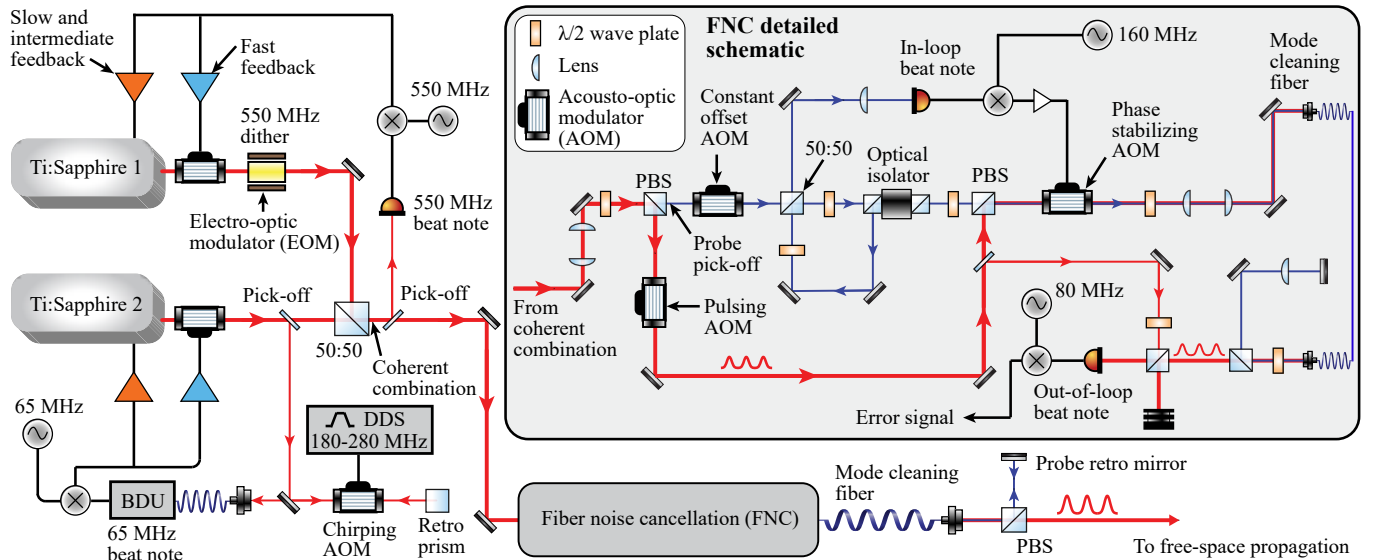 Slow and
intermediate
feedback
Fast
feedback
550 MHz
dither
550 MHz
Ti:Sapphire 1
Electro-optic
modulator (EOM)
550 MHz
beat note
Ti:Sapphire 2
Pick-off
Pick-off
50:50
Coherent
combination
65 MHz
DDS
180-280 MHz
BDU
65 MHz
beat note
Chirping
AOM
Retro
prism
FNC detailed
schematic
λ/2 wave plate
Lens
Acousto-optic
modulator
(AOM)
In-loop
beat note
160 MHz
Mode
cleaning
fiber
Constant
offset
AOM
50:50
Optical
isolator
Phase
stabilizing
AOM
PBS
PBS
Probe
pick-off
From
coherent
combination
Pulsing
AOM
80 MHz
Out-of-loop
beat note
Error signal
Fiber noise cancellation (FNC)
Mode cleaning
fiber
Probe retro mirror
PBS
To free-space propagation